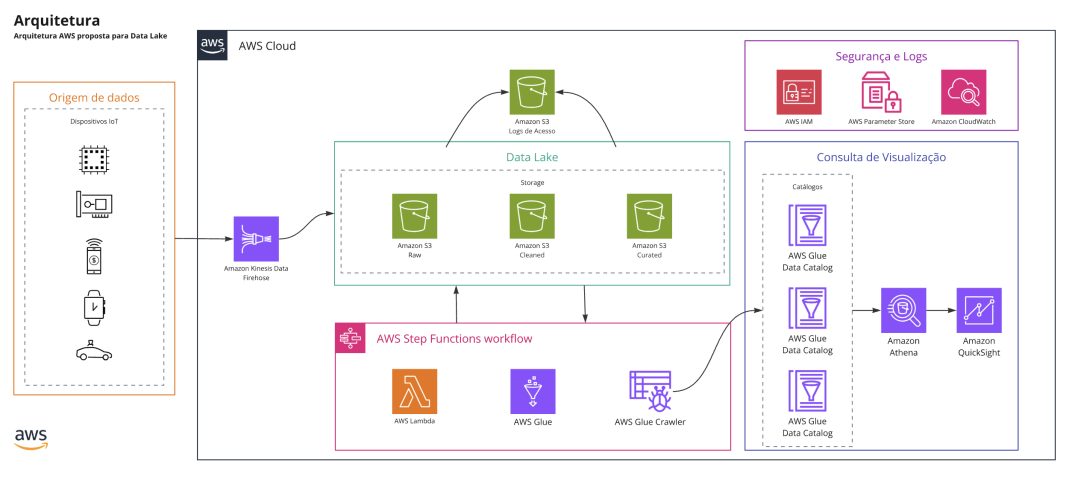 Arquitetura
Arquitetura AWS proposta para Data Lake
aws
AWS Cloud
Origem de dados
Dispositivos IoT
$
aws
Amazon Kinesis Data
Firehose
Amazon S3
Logs de Acesso
Data Lake
Storage
Amazon S3
Raw
Amazon S3
Cleaned
Amazon S3
Curated
AWS Step Functions workflow
AWS Lambda
AWS Glue
AWS Glue Crawler
Segurança e Logs
AWS IAM
AWS Parameter Store
Amazon CloudWatch
Consulta de Visualização
Catálogos
AWS Glue
Data Catalog
AWS Glue
Data Catalog
AWS Glue
Data Catalog
Amazon
Athena
Amazon
QuickSight